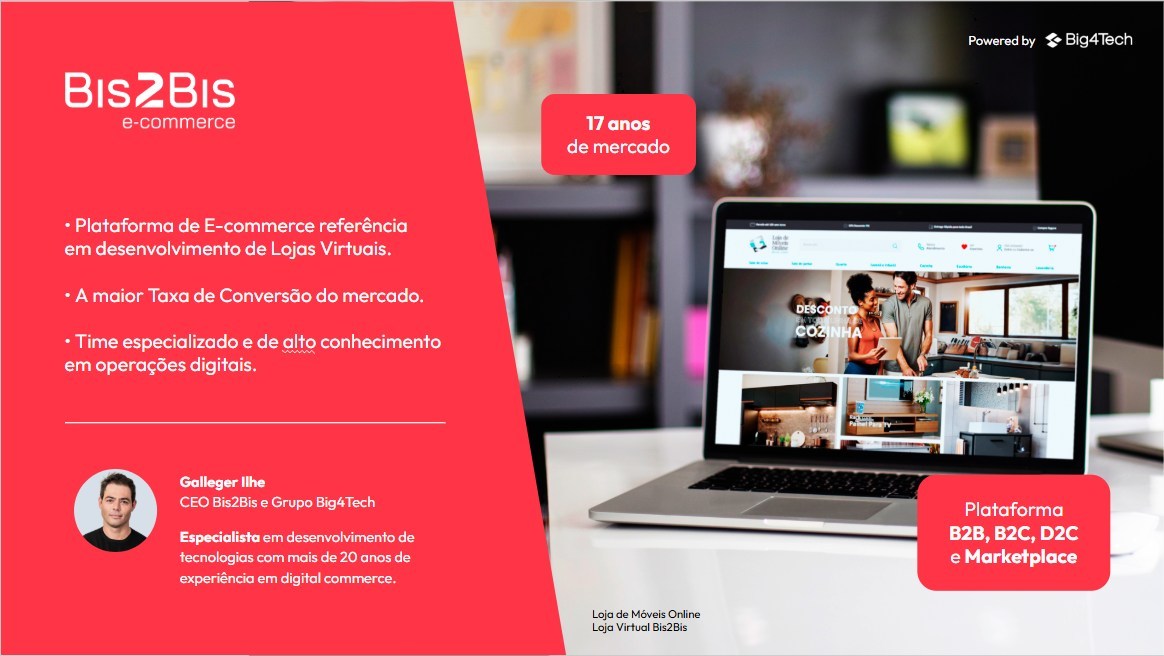 Powered by Big4Tech
Bis2Bis
e-commerce
17 anos
de mercado
• Plataforma de E-commerce referência
em desenvolvimento de Lojas Virtuais.
• A maior Taxa de Conversão do mercado.
• Time especializado e de alto conhecimento
em operações digitais.
Galleger Ilhe
CEO Bis2Bis e Grupo Big4Tech
Especialista em desenvolvimento de
tecnologias com mais de 20 anos de
experiência em digital commerce.
DESCONTO
COZINHA
Plataforma
B2B, B2C, D2C
e Marketplace
Loja de Móveis Online
Loja Virtual Bis2Bis